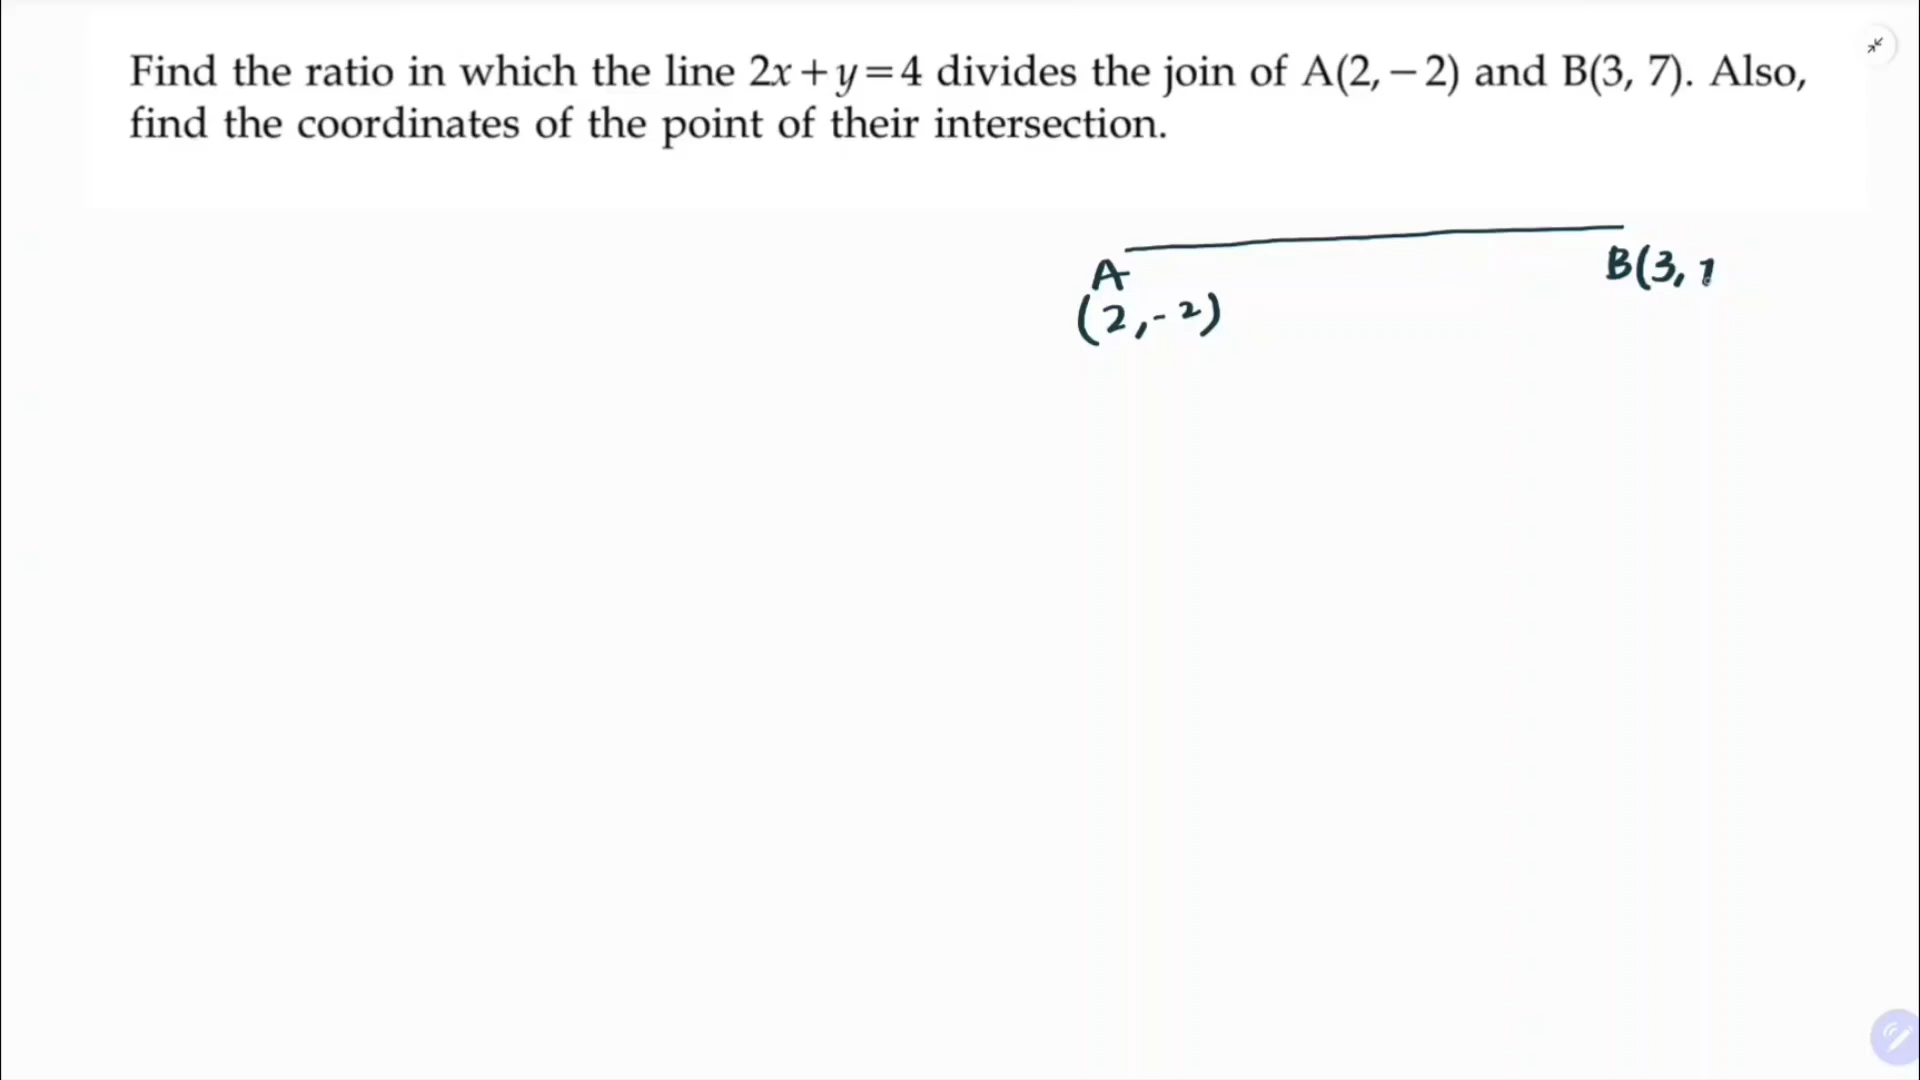 Find the ratio in which the line 2x+y=4 divides the join of A(2, −2) and B(3, 7). Also,
find the coordinates of the point of their intersection.
A
B(3, 7
(2,-2)